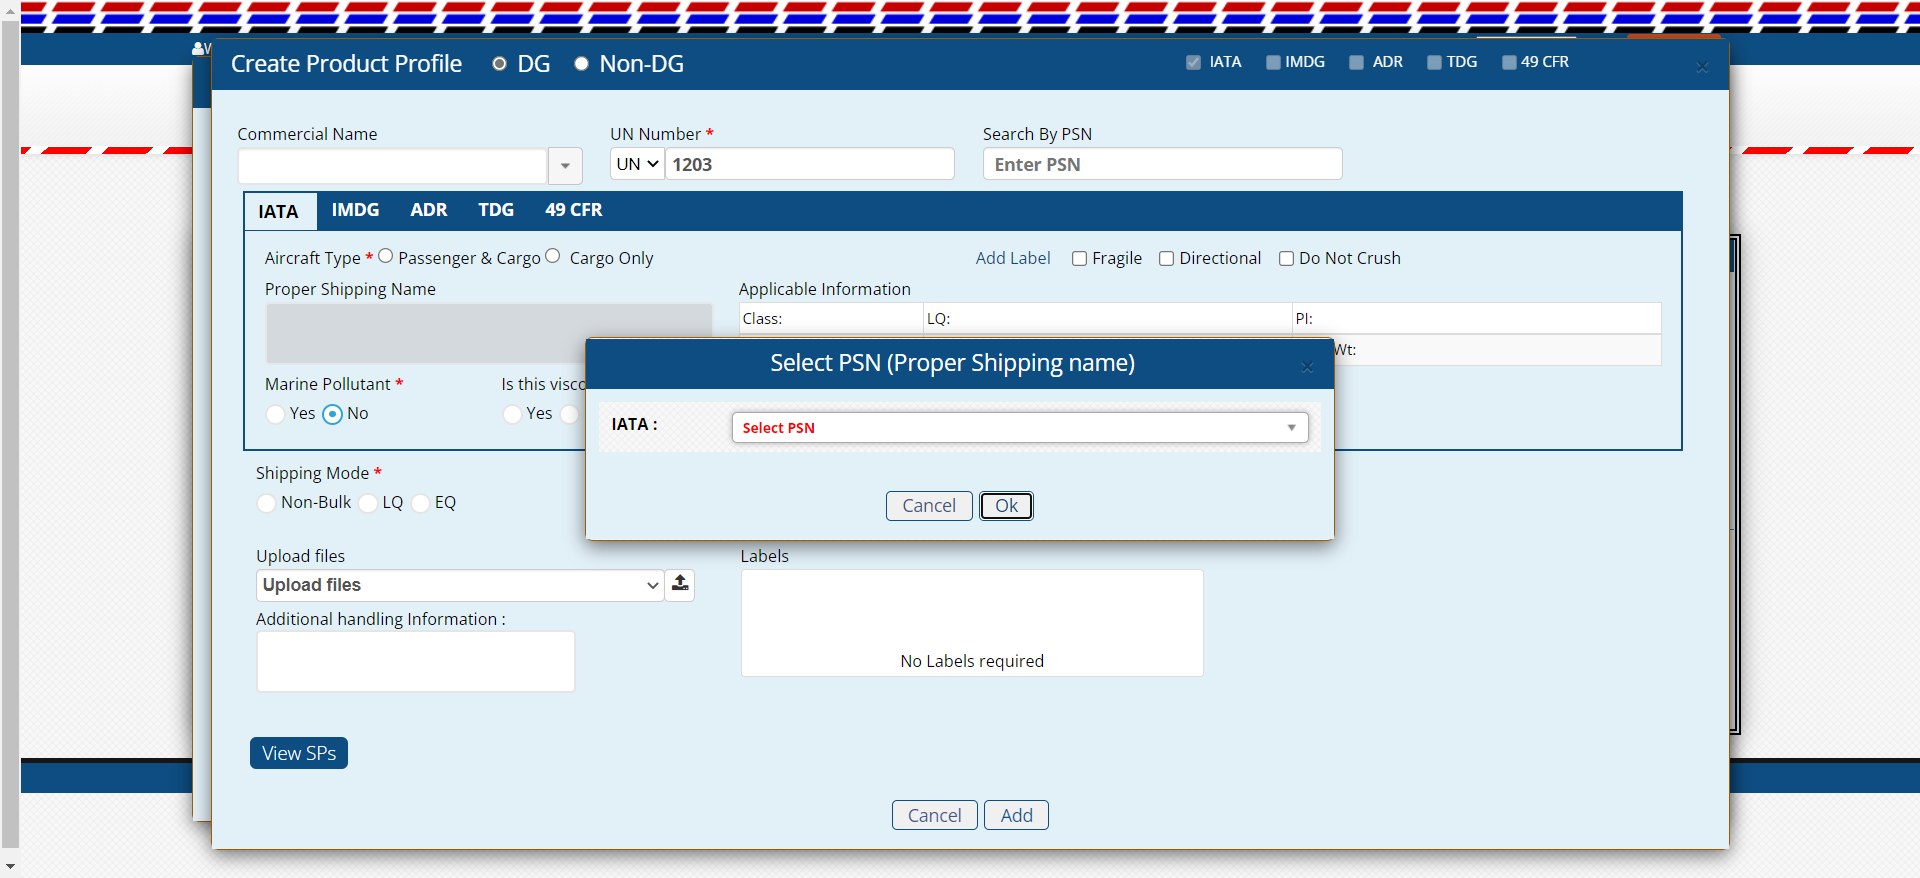 W
Create Product Profile DG Non-DG IATA IMDG ADR TDG 49 CFR
Commercial Name UN Number * Search By PSN
UN 1203 Enter PSN
IATA IMDG ADR TDG 49 CFR
Aircraft Type * Passenger & Cargo Cargo Only Add Label Fragile Directional Do Not Crush
Proper Shipping Name Applicable Information
Class: LQ: PI:
Wt:
Select PSN (Proper Shipping name)
Marine Pollutant * Is this visco
Yes No Yes
IATA : Select PSN
Shipping Mode *
Non-Bulk LQ EQ
Cancel Ok
Upload files Labels
Upload files
Additional handling Information :
No Labels required
View SPs
Cancel Add